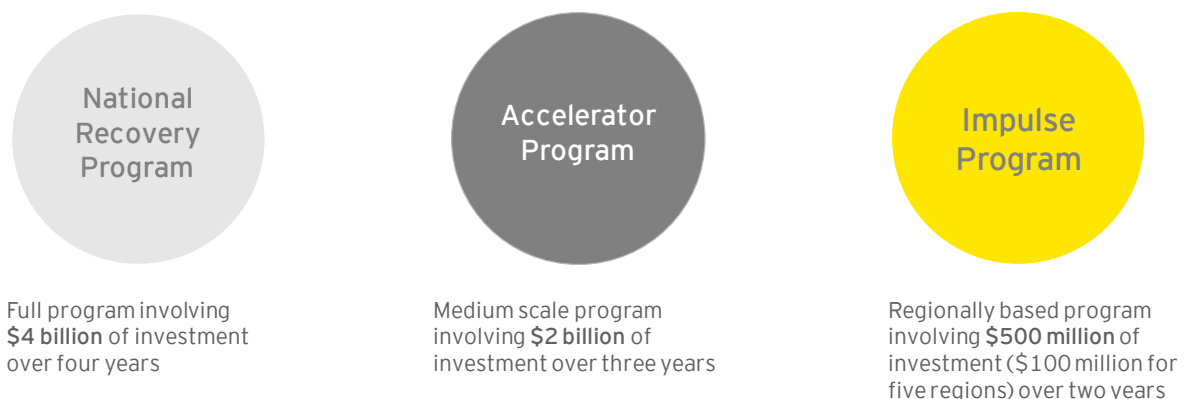 National
Recovery
Program
Full program involving
$4 billion of investment
over four years
Accelerator
Program
Medium scale program
involving $2 billion of
investment over three years
Impulse
Program
Regionally based program
involving $500 million of
investment ($100 million for
five regions) over two years